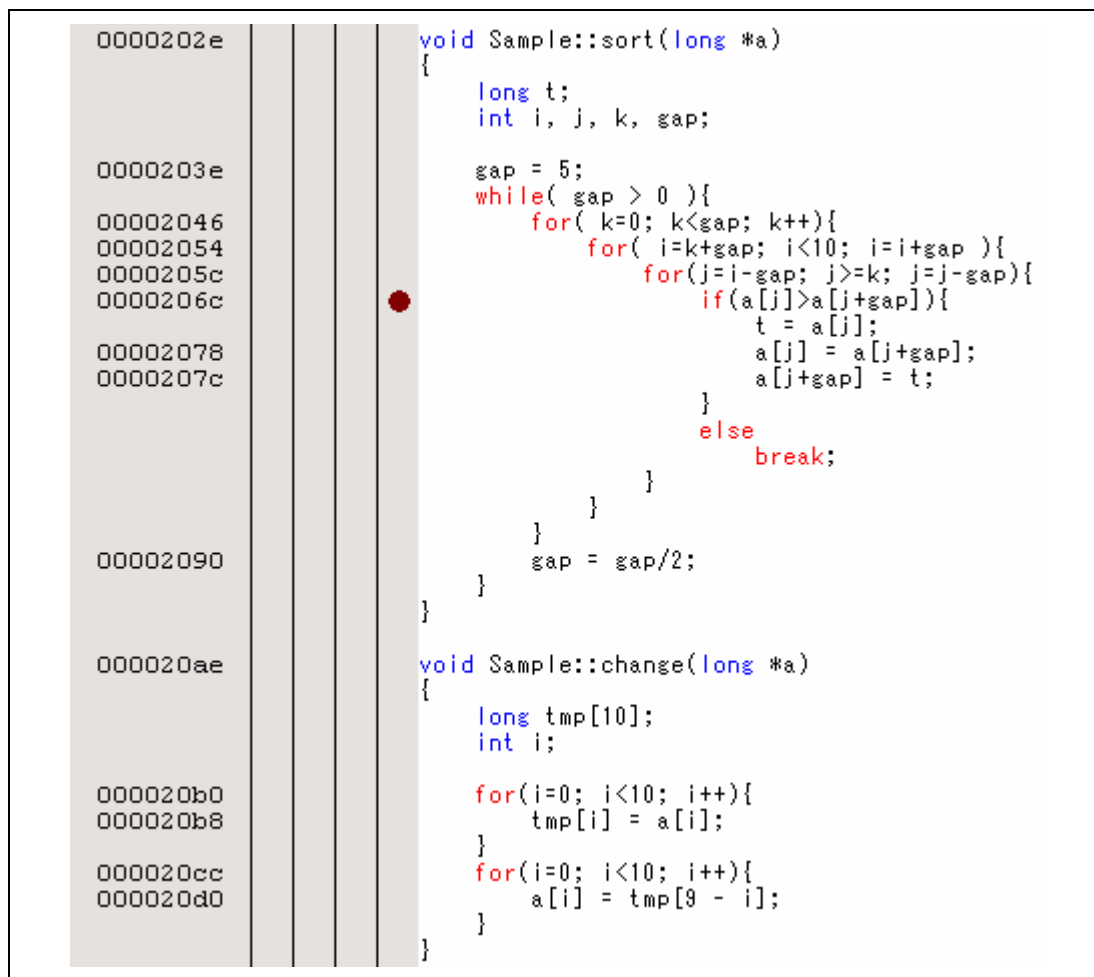 0000202e void Sample::sort(long *a)
{
long t;
int i, j, k, gap;
0000203e gap = 5;
while( gap > 0 ){
00002046 for( k=0; k<gap; k++){
00002054 for( i=k+gap; i<10; i=i+gap ){
0000205c for(j=i-gap; j>=k; j=j-gap){
0000206c if(a[j]>a[j+gap]){
t = a[j];
00002078 a[j] = a[j+gap];
0000207c a[j+gap] = t;
}
else
break;
}
}
}
00002090 gap = gap/2;
}
}
000020ae void Sample::change(long *a)
{
long tmp[10];
int i;
000020b0 for(i=0; i<10; i++){
000020b8 tmp[i] = a[i];
}
000020cc for(i=0; i<10; i++){
000020d0 a[i] = tmp[9 - i];
}
}